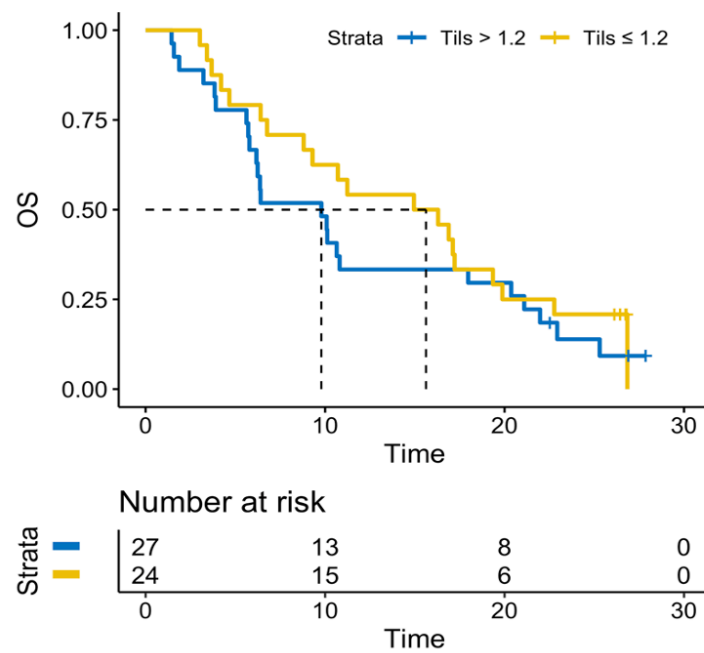 Strata Tils > 1.2 Tils ≤ 1.2
1.00
0.75
0.50
0.25
0.00
OS
0 10 20 30
Time
Number at risk
Strata
27 13 8 0
24 15 6 0
0 10 20 30
Time